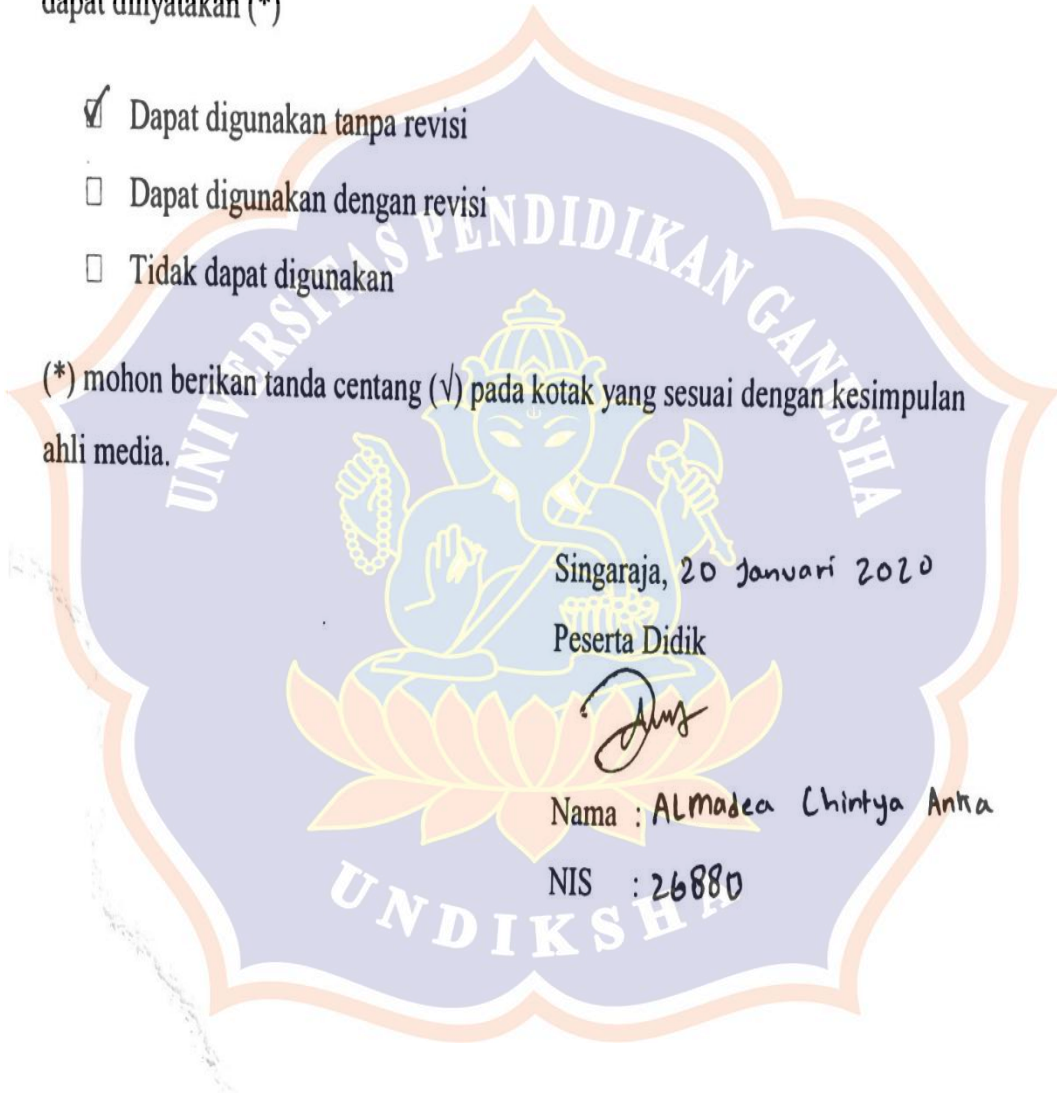 dapat dinyatakan (*)
☑ Dapat digunakan tanpa revisi
☐ Dapat digunakan dengan revisi
☐ Tidak dapat digunakan
(*) mohon berikan tanda centang (√) pada kotak yang sesuai dengan kesimpulan
ahli media.
Singaraja, 20 Januari 2020
Peserta Didik
Nama : ALmadea Chintya Anka
NIS : 26880
UNIVERSITAS PENDIDIKAN GANESHA
UNDIKSHA